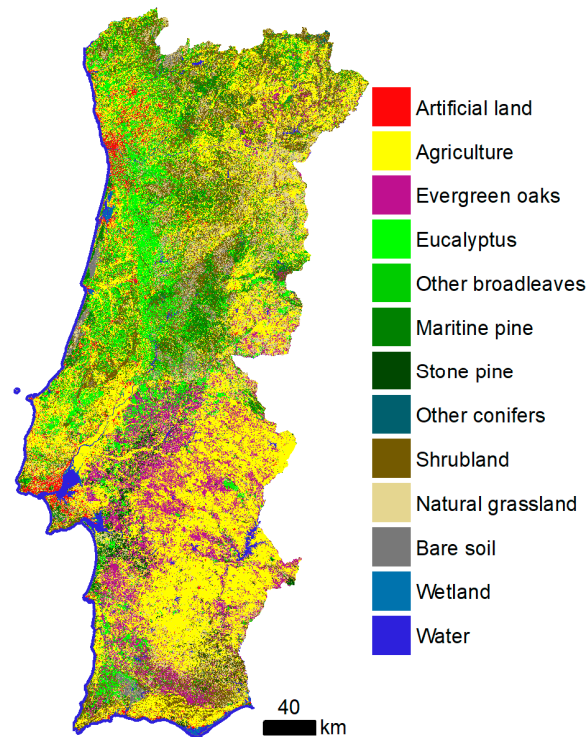 Artificial land
Agriculture
Evergreen oaks
Eucalyptus
Other broadleaves
Maritine pine
Stone pine
Other conifers
Shrubland
Natural grassland
Bare soil
Wetland
Water
40
km